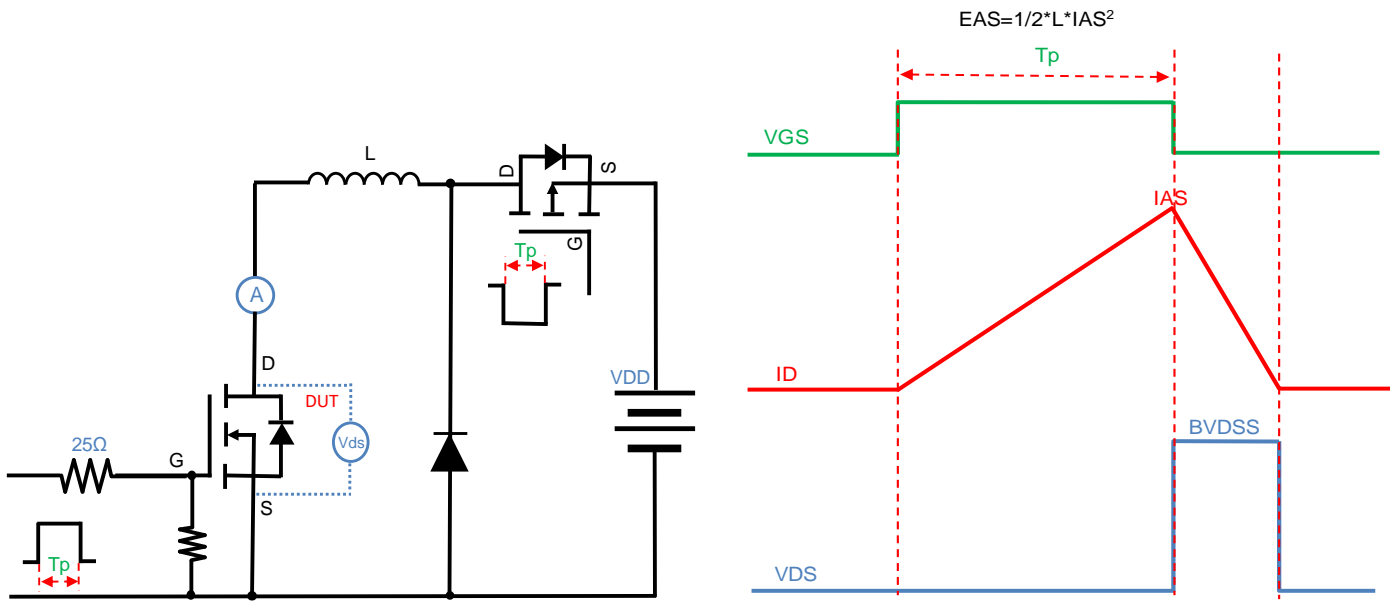 EAS=1/2*L*IAS²
Tp
VGS
IAS
ID
BVDSS
VDS
L
D
S
G
Tp
A
D
VDD
DUT
Vds
25Ω
G
S
Tp